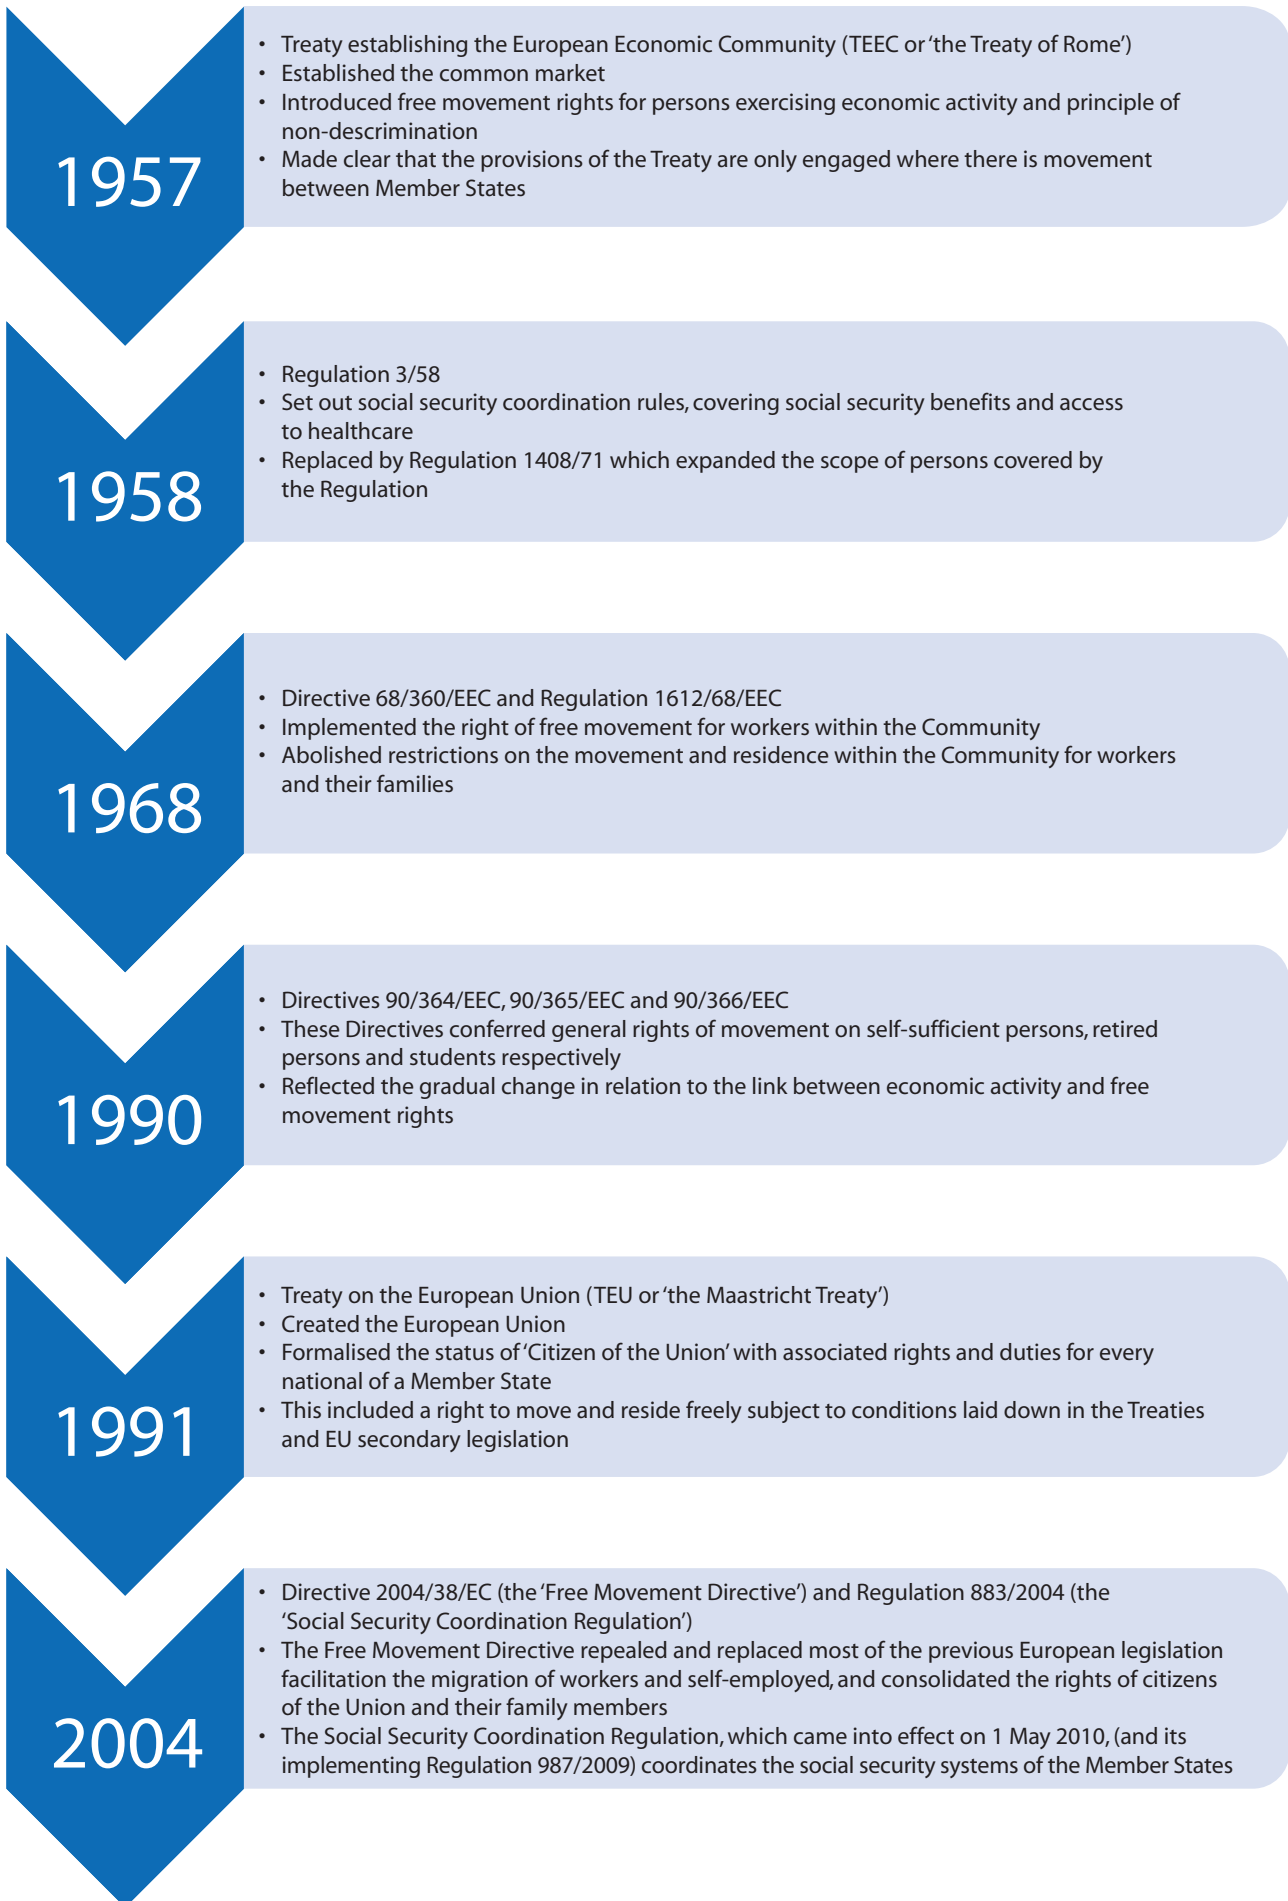 1957
• Treaty establishing the European Economic Community (TEEC or ‘the Treaty of Rome’)
• Established the common market
• Introduced free movement rights for persons exercising economic activity and principle of
non-descrimination
• Made clear that the provisions of the Treaty are only engaged where there is movement
between Member States
1958
• Regulation 3/58
• Set out social security coordination rules, covering social security benefits and access
to healthcare
• Replaced by Regulation 1408/71 which expanded the scope of persons covered by
the Regulation
1968
• Directive 68/360/EEC and Regulation 1612/68/EEC
• Implemented the right of free movement for workers within the Community
• Abolished restrictions on the movement and residence within the Community for workers
and their families
1990
• Directives 90/364/EEC, 90/365/EEC and 90/366/EEC
• These Directives conferred general rights of movement on self-sufficient persons, retired
persons and students respectively
• Reflected the gradual change in relation to the link between economic activity and free
movement rights
1991
• Treaty on the European Union (TEU or ‘the Maastricht Treaty’)
• Created the European Union
• Formalised the status of ‘Citizen of the Union’ with associated rights and duties for every
national of a Member State
• This included a right to move and reside freely subject to conditions laid down in the Treaties
and EU secondary legislation
2004
• Directive 2004/38/EC (the ‘Free Movement Directive’) and Regulation 883/2004 (the
‘Social Security Coordination Regulation’)
• The Free Movement Directive repealed and replaced most of the previous European legislation
facilitation the migration of workers and self-employed, and consolidated the rights of citizens
of the Union and their family members
• The Social Security Coordination Regulation, which came into effect on 1 May 2010, (and its
implementing Regulation 987/2009) coordinates the social security systems of the Member States